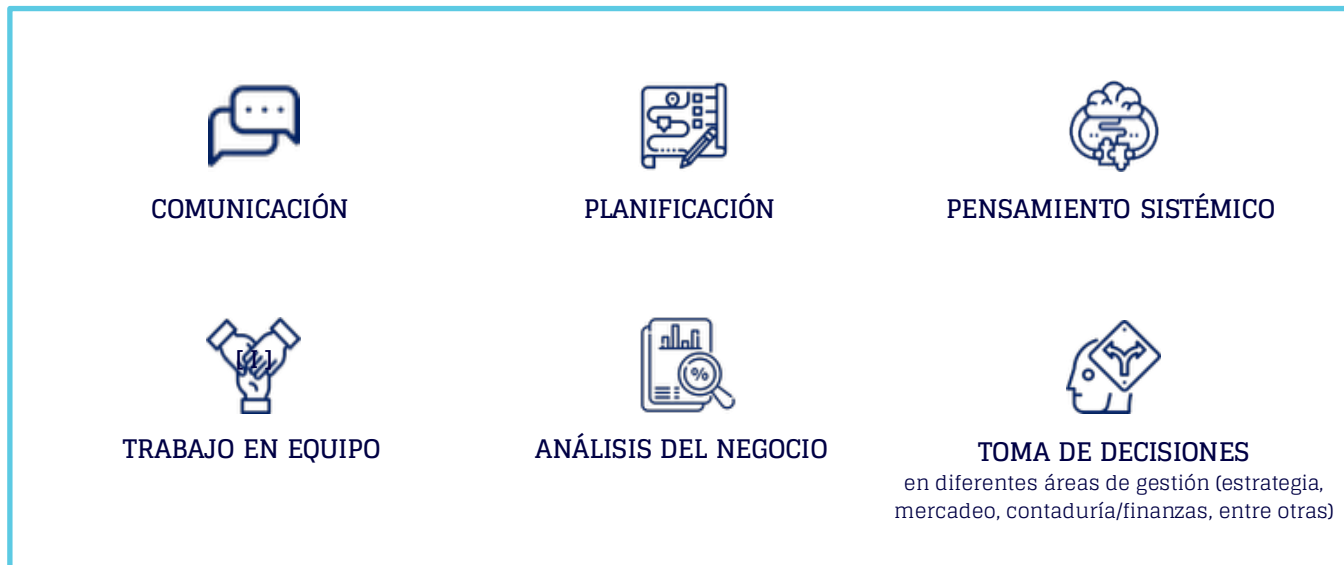 COMUNICACIÓN
PLANIFICACIÓN
PENSAMIENTO SISTÉMICO
[I]
%
TRABAJO EN EQUIPO
ANÁLISIS DEL NEGOCIO
TOMA DE DECISIONES
en diferentes áreas de gestión (estrategia,
mercadeo, contaduría/finanzas, entre otras)